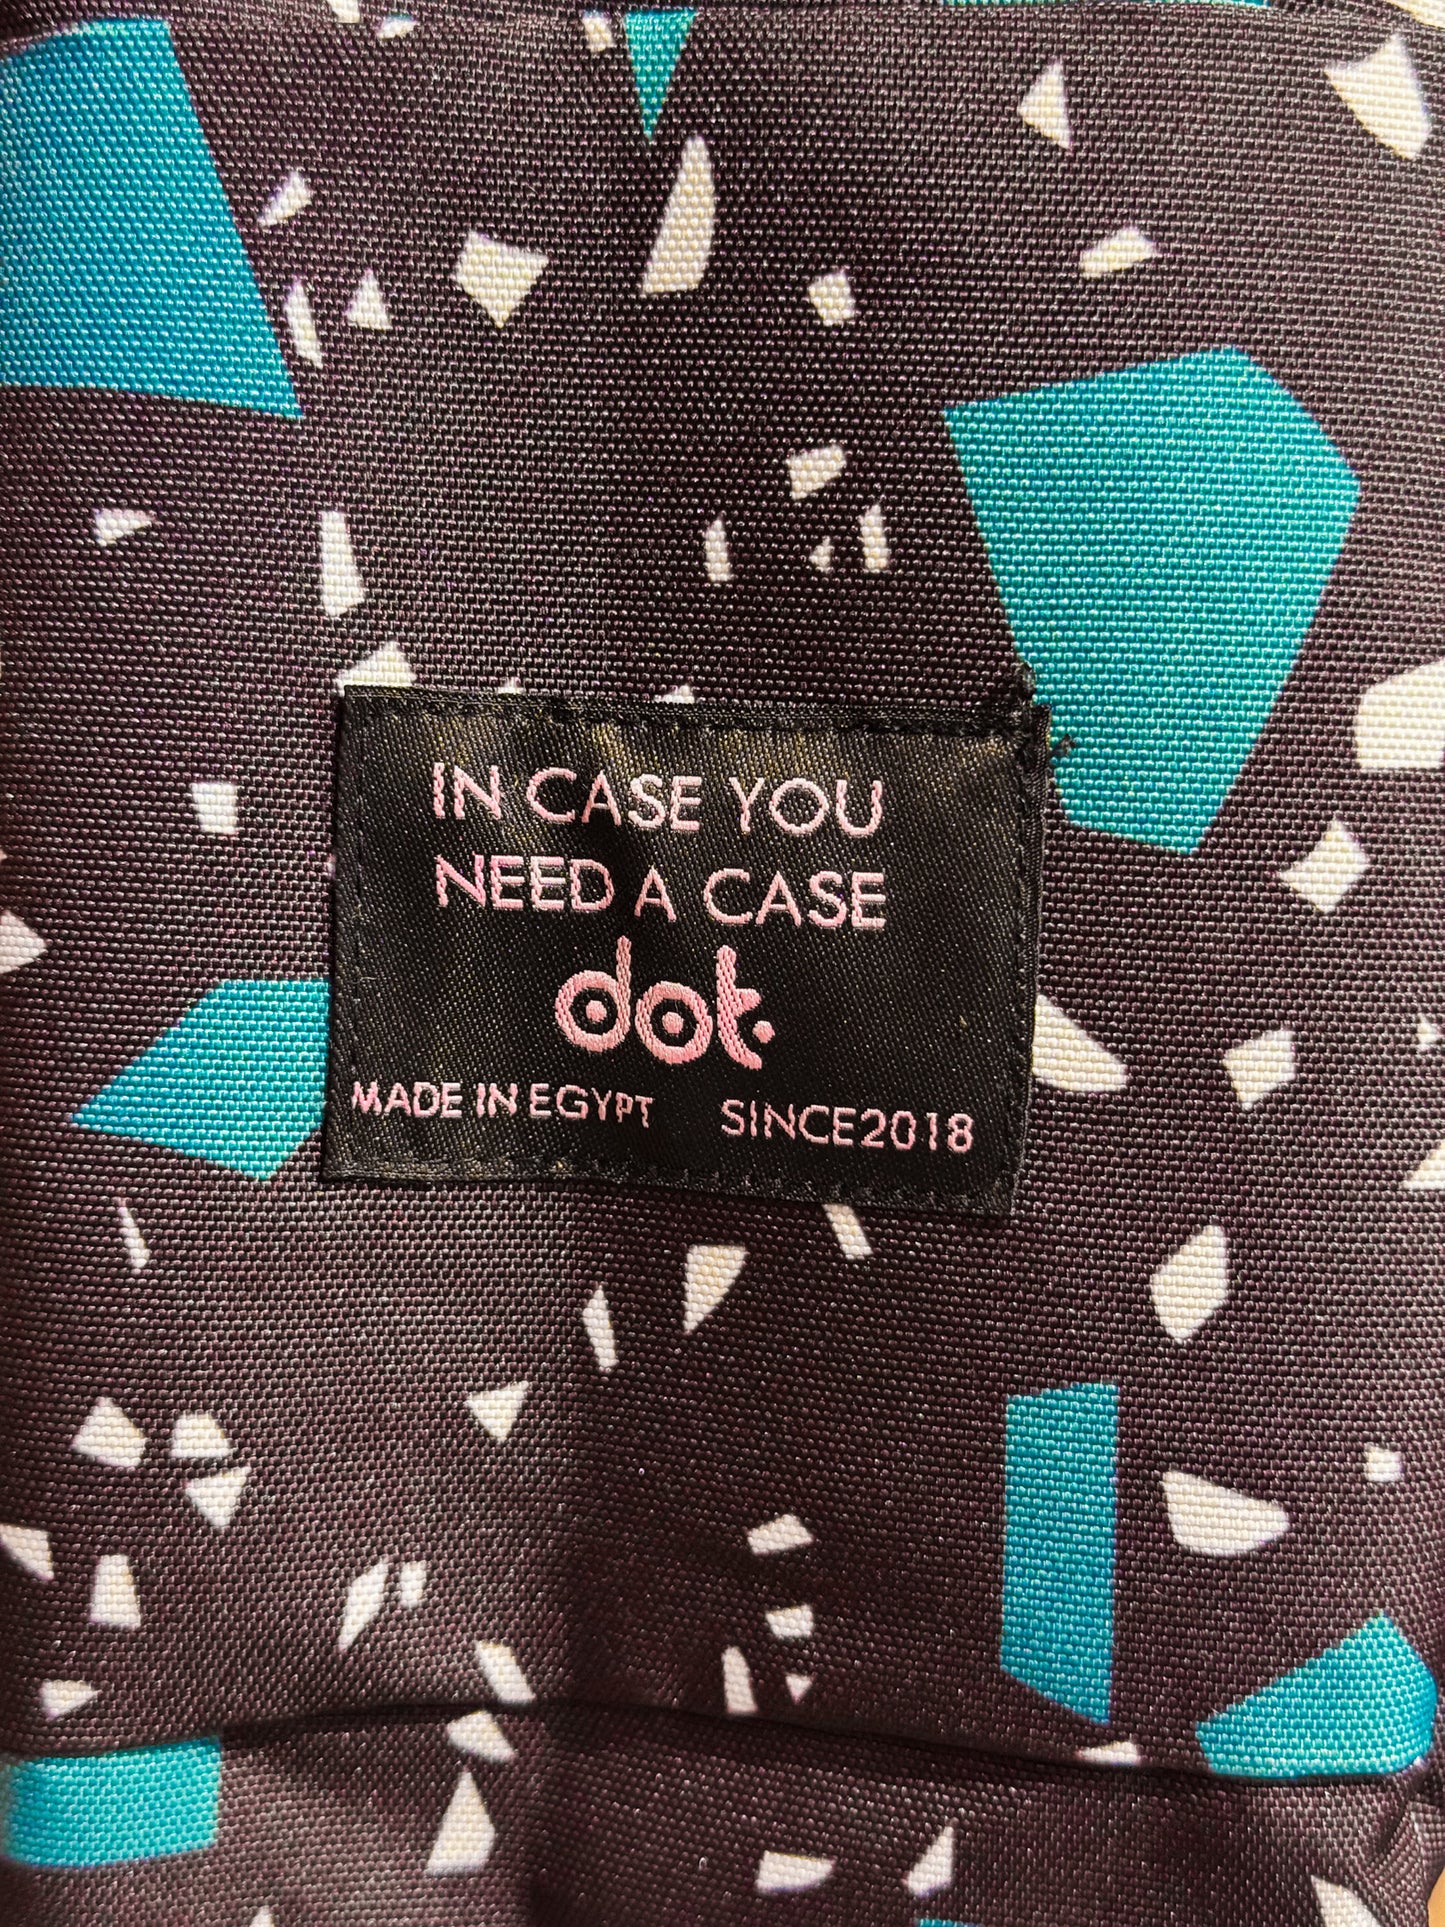 IN CASE YOU
NEED A CASE
dot.
MADE IN EGYPT SINCE2018